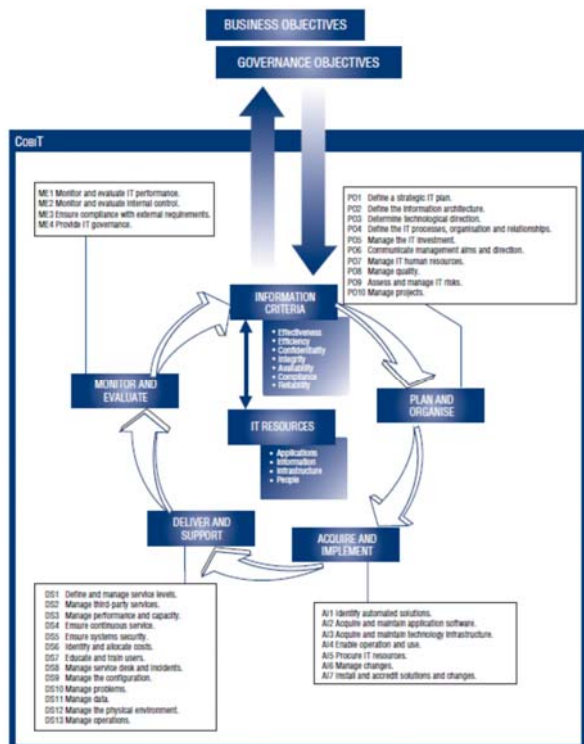 BUSINESS OBJECTIVES
GOVERNANCE OBJECTIVES
COBIT
ME1 Monitor and evaluate IT performance.
ME2 Monitor and evaluate internal control.
ME3 Ensure compliance with external requirements.
ME4 Provide IT governance.
PO1 Define a strategic IT plan.
PO2 Define the information architecture.
PO3 Determine technological direction.
PO4 Define the IT processes, organisation and relationships.
PO5 Manage the IT investment.
PO6 Communicate management aims and direction.
PO7 Manage IT human resources.
PO8 Manage quality.
PO9 Assess and manage IT risks.
PO10 Manage projects.
INFORMATION
CRITERIA
• Effectiveness
• Efficiency
• Confidentiality
• Integrity
• Availability
• Compliance
• Reliability
MONITOR AND
EVALUATE
PLAN AND
ORGANISE
IT RESOURCES
• Applications
• Information
• Infrastructure
• People
DELIVER AND
SUPPORT
ACQUIRE AND
IMPLEMENT
DS1 Define and manage service levels.
DS2 Manage third-party services.
DS3 Manage performance and capacity.
DS4 Ensure continuous service.
DS5 Ensure systems security.
DS6 Identify and allocate costs.
DS7 Educate and train users.
DS8 Manage service desk and incidents.
DS9 Manage the configuration.
DS10 Manage problems.
DS11 Manage data.
DS12 Manage the physical environment.
DS13 Manage operations.
AI1 Identify automated solutions.
AI2 Acquire and maintain application software.
AI3 Acquire and maintain technology infrastructure.
AI4 Enable operation and use.
AI5 Procure IT resources.
AI6 Manage changes.
AI7 Install and accredit solutions and changes.